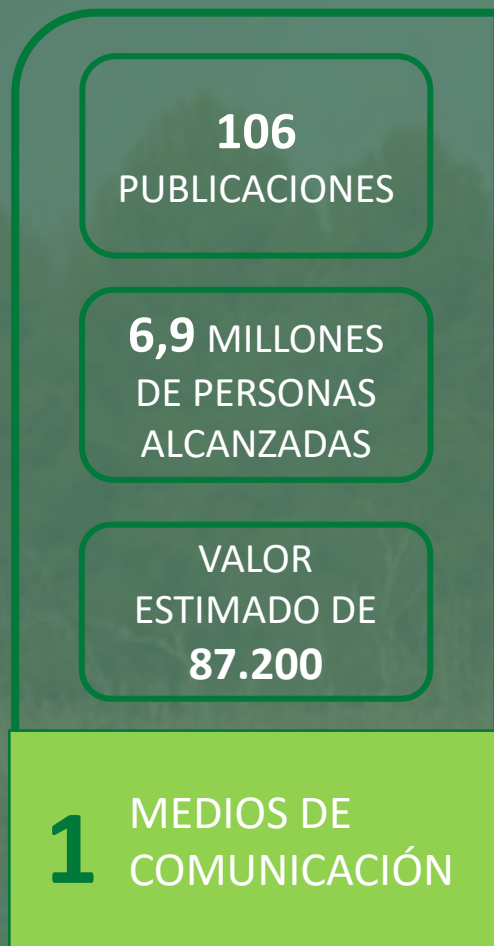 106
PUBLICACIONES
6,9 MILLONES
DE PERSONAS
ALCANZADAS
VALOR
ESTIMADO DE
87.200
1
MEDIOS DE
COMUNICACIÓN